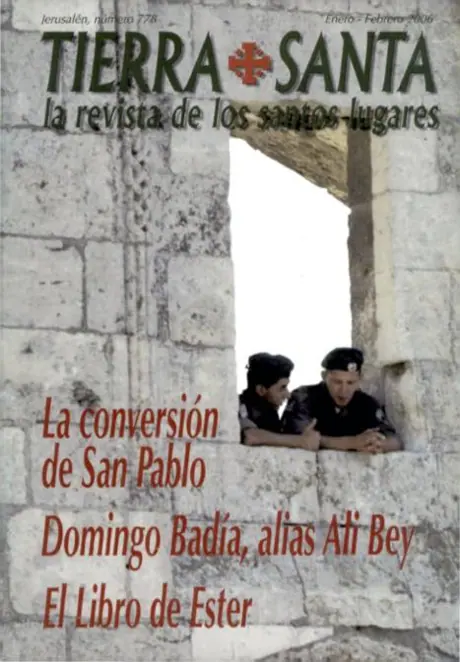 Jerusalén, número 778
Enero - Febrero 2006
TIERRA SANTA
la revista de los santos lugares
La conversión
de San Pablo
Domingo Badía, alias Ali Bey
El Libro de Ester